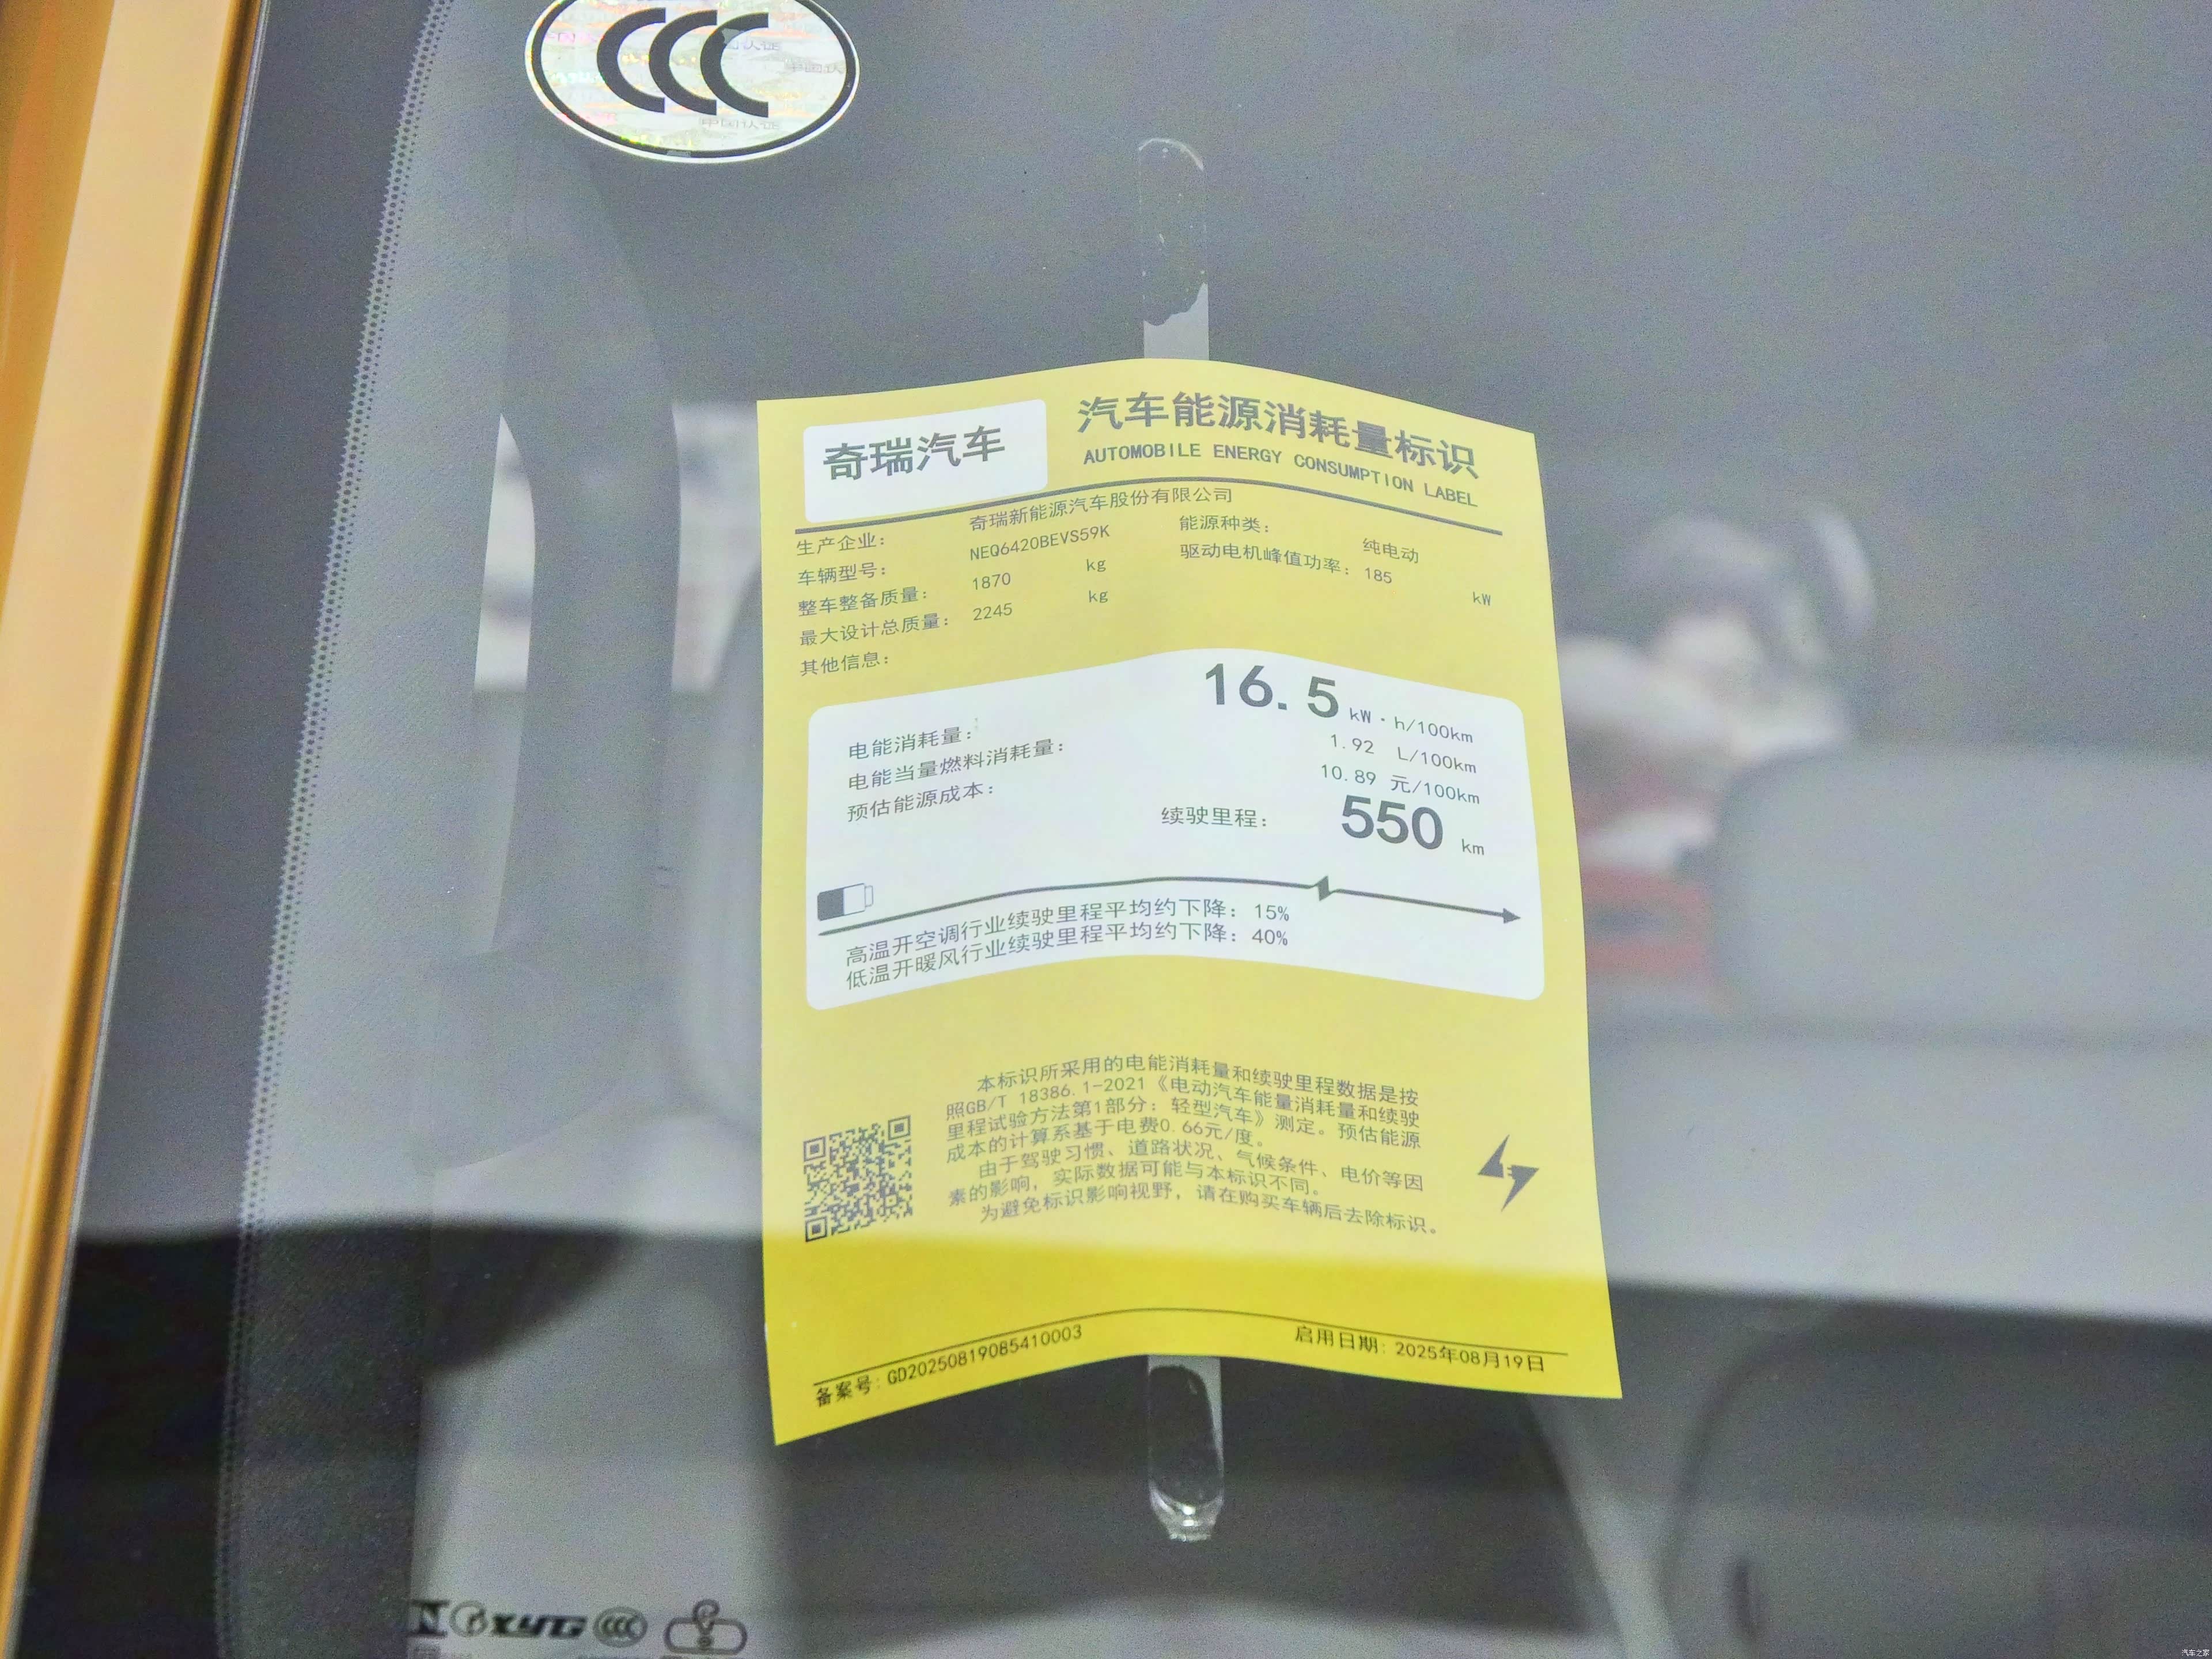 CCC
奇瑞汽车
汽车能源消耗量标识
AUTOMOBILE ENERGY CONSUMPTION LABEL
生产企业: 奇瑞新能源汽车股份有限公司
车辆型号: NEQ6420BEVS59K 能源种类: 纯电动
整车整备质量: 1870 kg 驱动电机峰值功率: 185 kW
最大设计总质量: 2245 kg
其他信息:
电能消耗量: 16.5 kW·h/100km
电能当量燃料消耗量: 1.92 L/100km
预估能源成本: 10.89 元/100km
续驶里程: 550 km
高温开空调行业续驶里程平均约下降: 15%
低温开暖风行业续驶里程平均约下降: 40%
本标识所采用的电能消耗量和续驶里程数据是按
照GB/T 18386.1-2021《电动汽车能量消耗量和续驶
里程试验方法第1部分: 轻型汽车》测定。预估能源
成本的计算系基于电费0.66元/度。
由于驾驶习惯、道路状况、气候条件、电价等因
素的影响, 实际数据可能与本标识不同。
为避免标识影响视野, 请在购买车辆后去除标识。
备案号: GD20250819085410003 启用日期: 2025年08月19日
XYG CCC
汽车之家